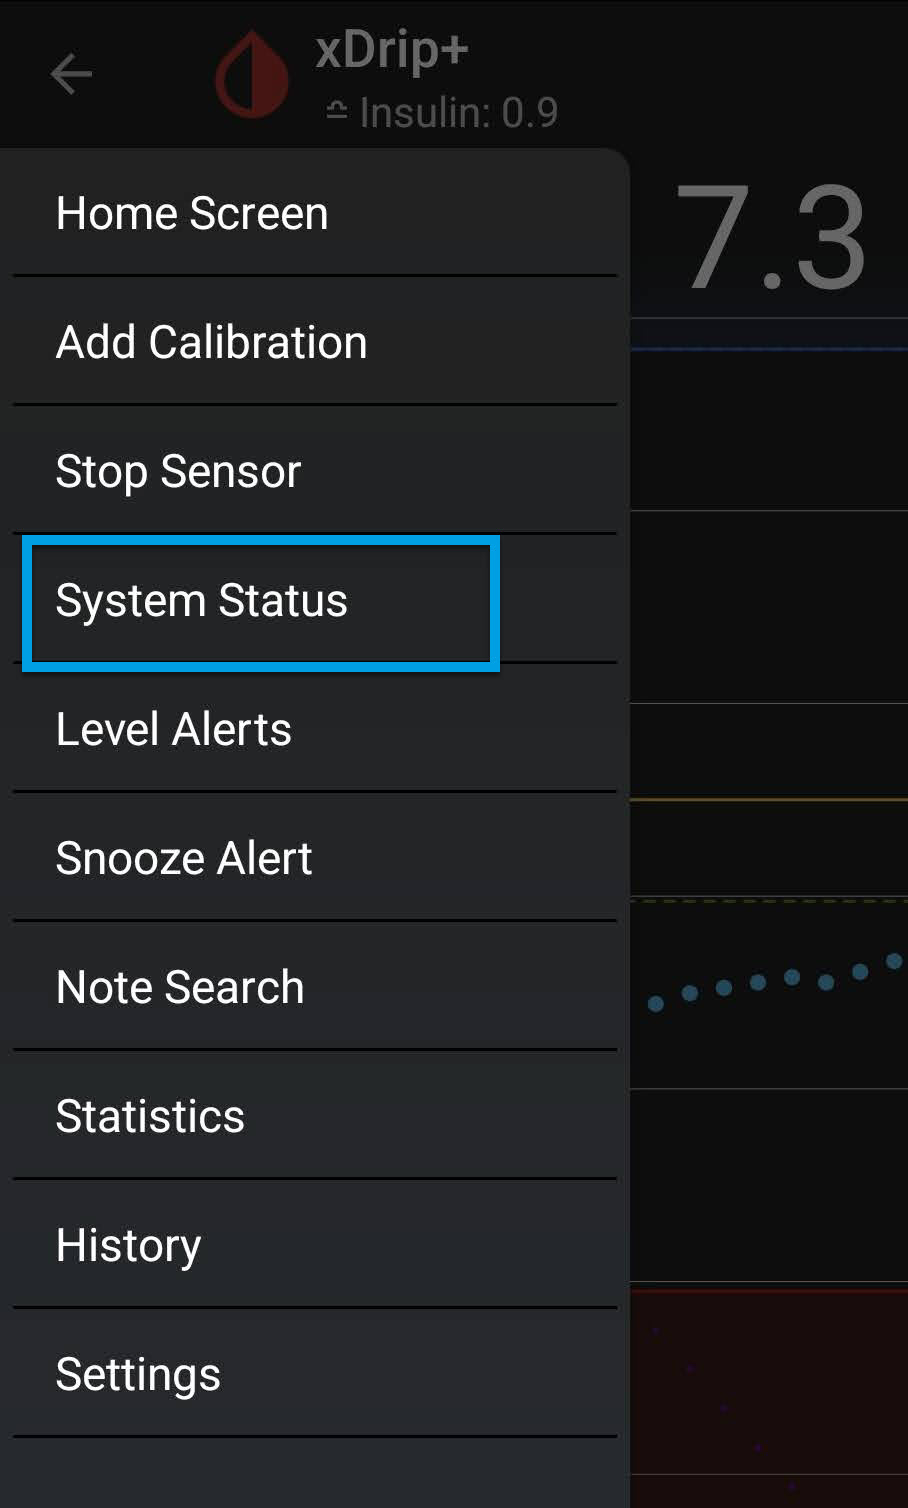 xDrip+
≏ Insulin: 0.9
7.3
Home Screen
Add Calibration
Stop Sensor
System Status
Level Alerts
Snooze Alert
Note Search
Statistics
History
Settings